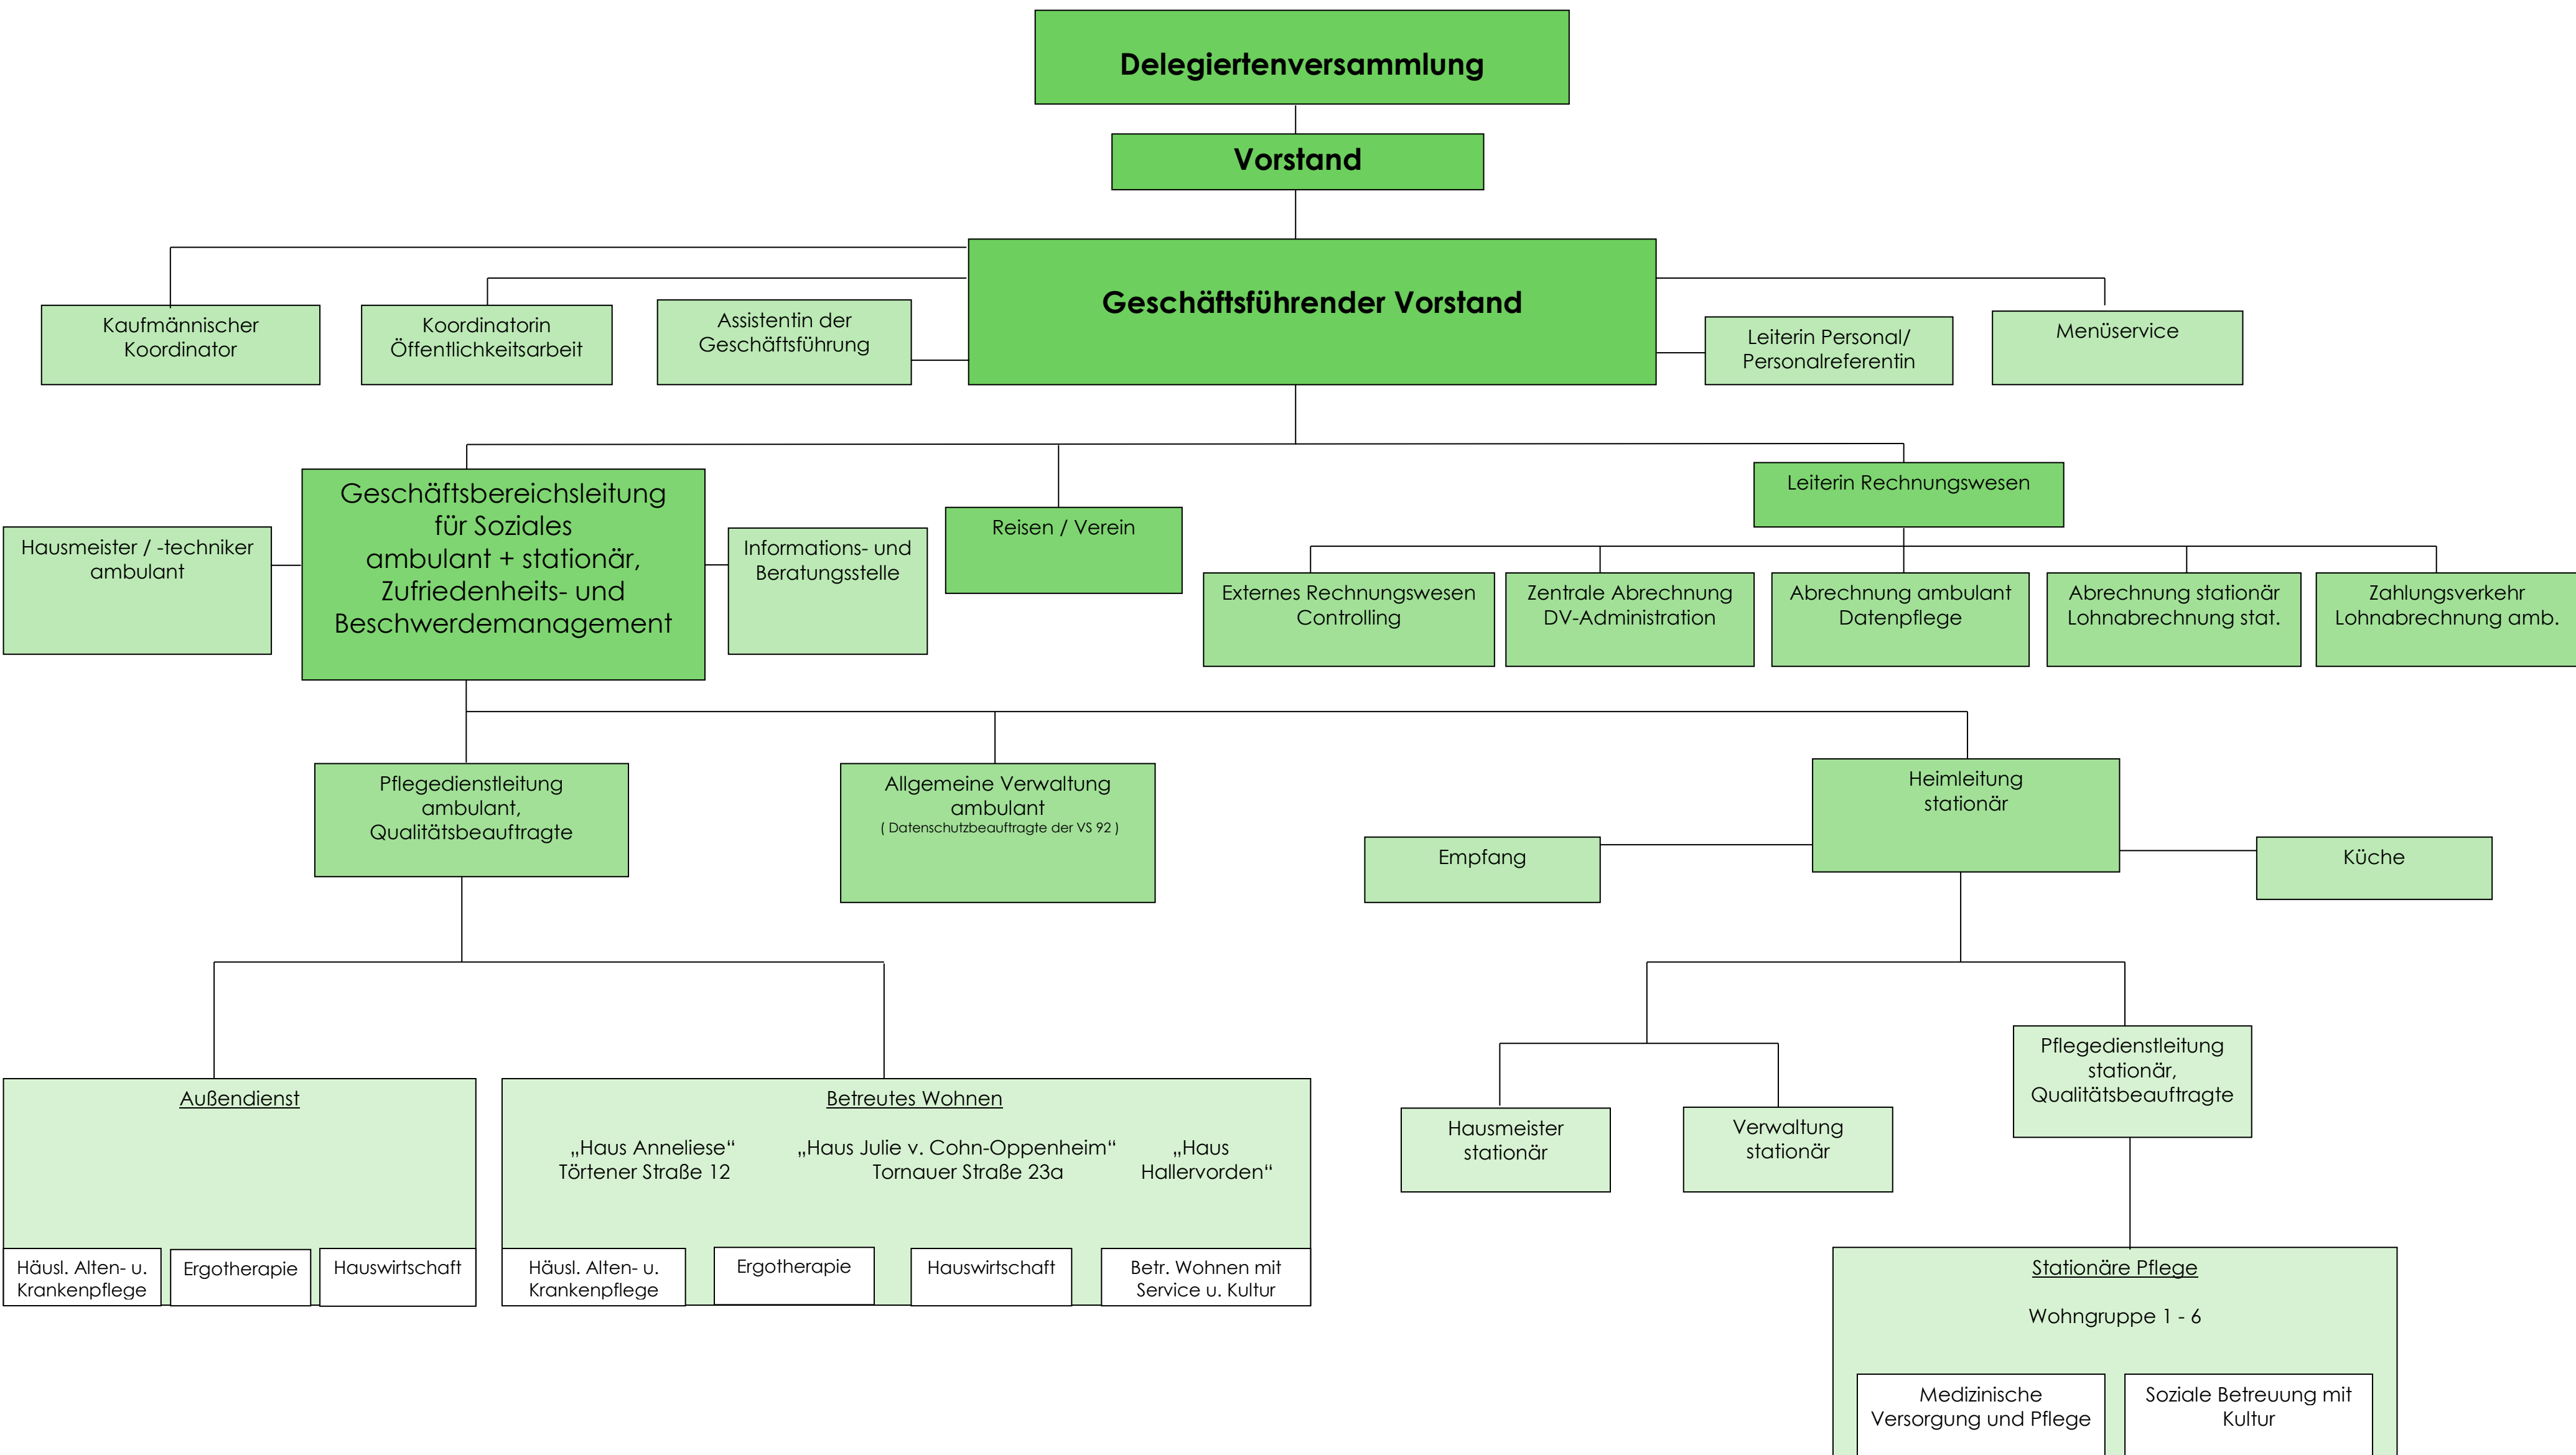 Delegiertenversammlung
Vorstand
Geschäftsführender Vorstand
Kaufmännischer
Koordinator
Koordinatorin
Öffentlichkeitsarbeit
Assistentin der
Geschäftsführung
Leiterin Personal/
Personalreferentin
Menüservice
Hausmeister / -techniker
ambulant
Geschäftsbereichsleitung
für Soziales
ambulant + stationär,
Zufriedenheits- und
Beschwerdemanagement
Informations- und
Beratungsstelle
Reisen / Verein
Leiterin Rechnungswesen
Externes Rechnungswesen
Controlling
Zentrale Abrechnung
DV-Administration
Abrechnung ambulant
Datenpflege
Abrechnung stationär
Lohnabrechnung stat.
Zahlungsverkehr
Lohnabrechnung amb.
Pflegedienstleitung
ambulant,
Qualitätsbeauftragte
Allgemeine Verwaltung
ambulant
( Datenschutzbeauftragte der VS 92 )
Heimleitung
stationär
Empfang
Küche
Außendienst
Häusl. Alten- u.
Krankenpflege
Ergotherapie
Hauswirtschaft
Betreutes Wohnen
„Haus Anneliese“
Törtener Straße 12
„Haus Julie v. Cohn-Oppenheim“
Tornauer Straße 23a
„Haus
Hallervorden“
Häusl. Alten- u.
Krankenpflege
Ergotherapie
Hauswirtschaft
Betr. Wohnen mit
Service u. Kultur
Hausmeister
stationär
Verwaltung
stationär
Pflegedienstleitung
stationär,
Qualitätsbeauftragte
Stationäre Pflege
Wohngruppe 1 - 6
Medizinische
Versorgung und Pflege
Soziale Betreuung mit
Kultur